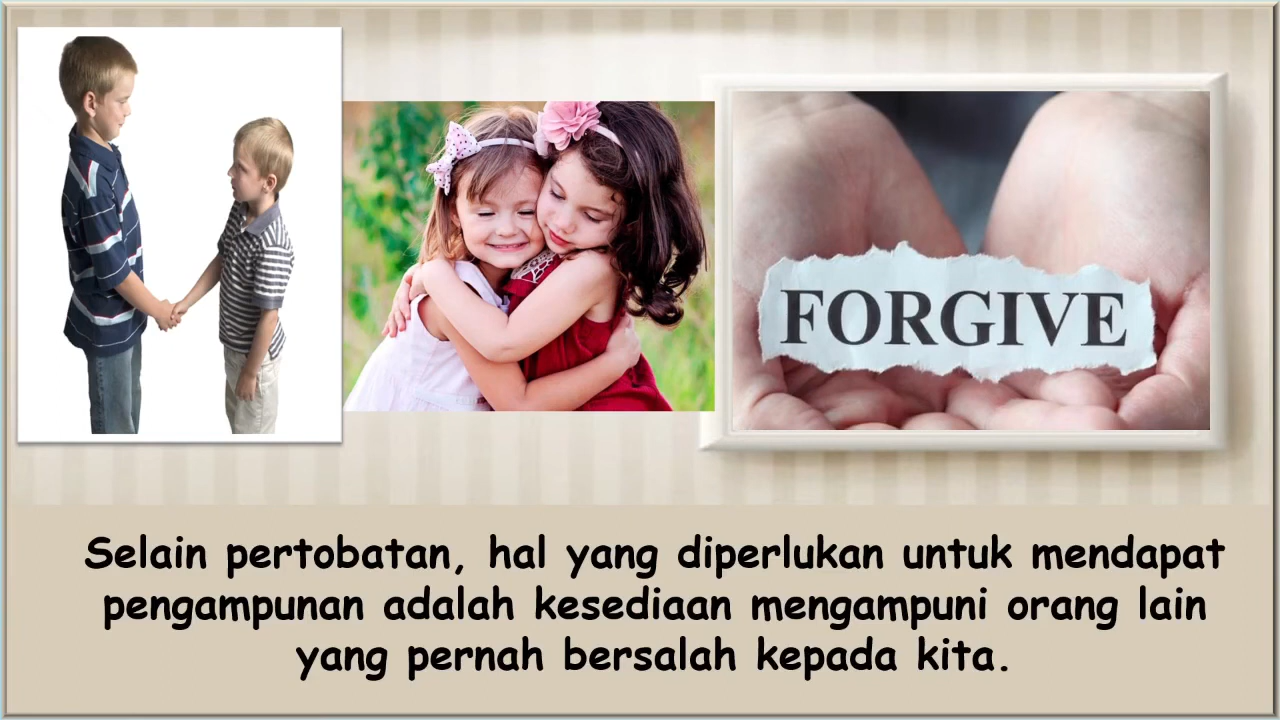 FORGIVE
Selain pertobatan, hal yang diperlukan untuk mendapat
pengampunan adalah kesediaan mengampuni orang lain
yang pernah bersalah kepada kita.